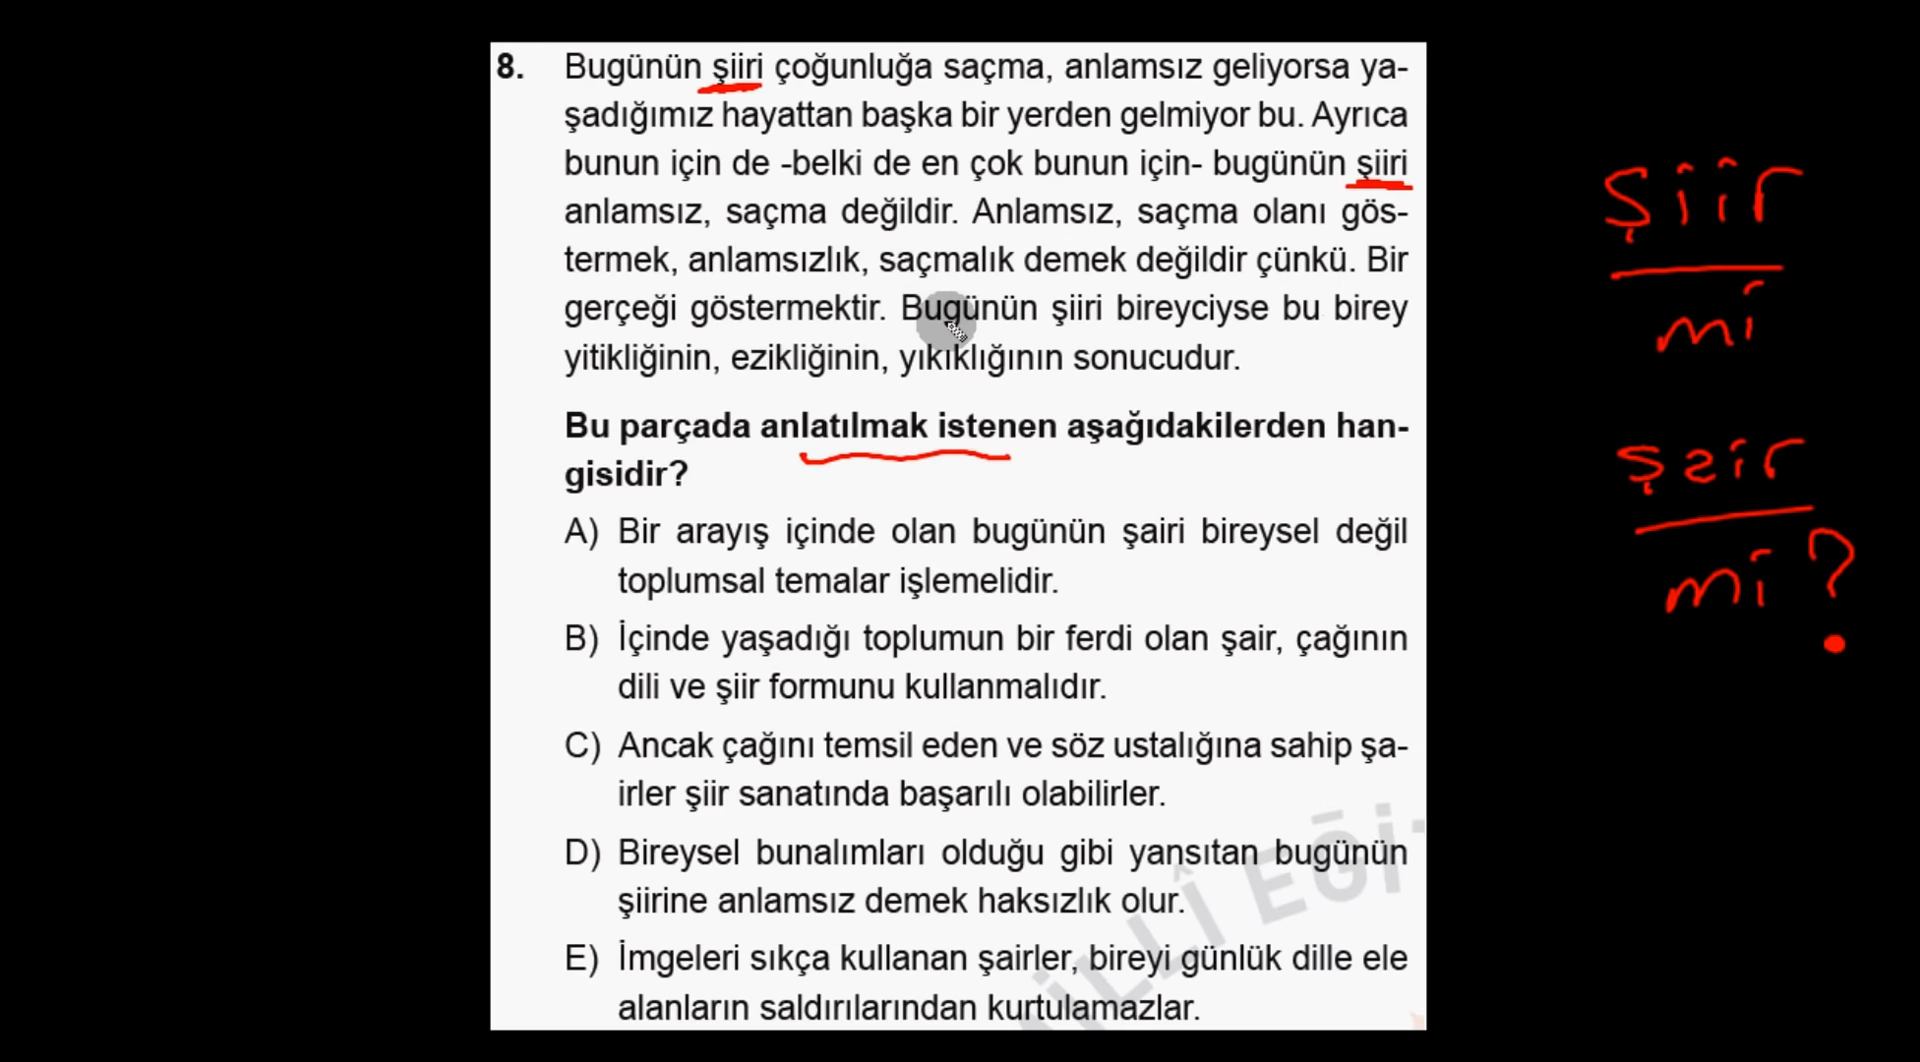 8. Bugünün şiiri çoğunluğa saçma, anlamsız geliyorsa ya-
şadığımız hayattan başka bir yerden gelmiyor bu. Ayrıca
bunun için de -belki de en çok bunun için- bugünün şiiri
anlamsız, saçma değildir. Anlamsız, saçma olanı gös-
termek, anlamsızlık, saçmalık demek değildir çünkü. Bir
gerçeği göstermektir. Bugünün şiiri bireyciyse bu birey
yitikliğinin, ezikliğinin, yıkıklığının sonucudur.
Bu parçada anlatılmak istenen aşağıdakilerden han-
gisidir?
A) Bir arayış içinde olan bugünün şairi bireysel değil
toplumsal temalar işlemelidir.
B) İçinde yaşadığı toplumun bir ferdi olan şair, çağının
dili ve şiir formunu kullanmalıdır.
C) Ancak çağını temsil eden ve söz ustalığına sahip şa-
irler şiir sanatında başarılı olabilirler.
D) Bireysel bunalımları olduğu gibi yansıtan bugünün
şiirine anlamsız demek haksızlık olur.
E) İmgeleri sıkça kullanan şairler, bireyi günlük dille ele
alanların saldırılarından kurtulamazlar.
şiir
mi
şair
mi?